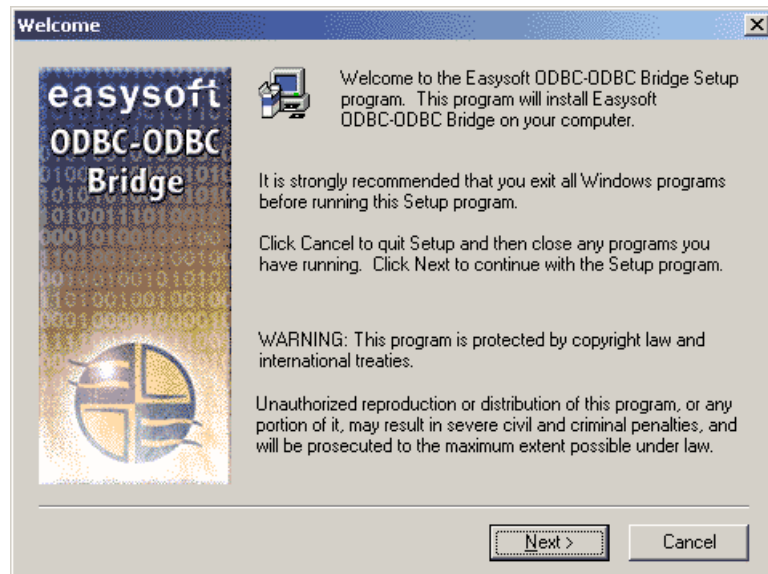 Welcome
easysoft
ODBC-ODBC
Bridge
Welcome to the Easysoft ODBC-ODBC Bridge Setup
program. This program will install Easysoft
ODBC-ODBC Bridge on your computer.
It is strongly recommended that you exit all Windows programs
before running this Setup program.
Click Cancel to quit Setup and then close any programs you
have running. Click Next to continue with the Setup program.
WARNING: This program is protected by copyright law and
international treaties.
Unauthorized reproduction or distribution of this program, or any
portion of it, may result in severe civil and criminal penalties, and
will be prosecuted to the maximum extent possible under law.
Next >
Cancel